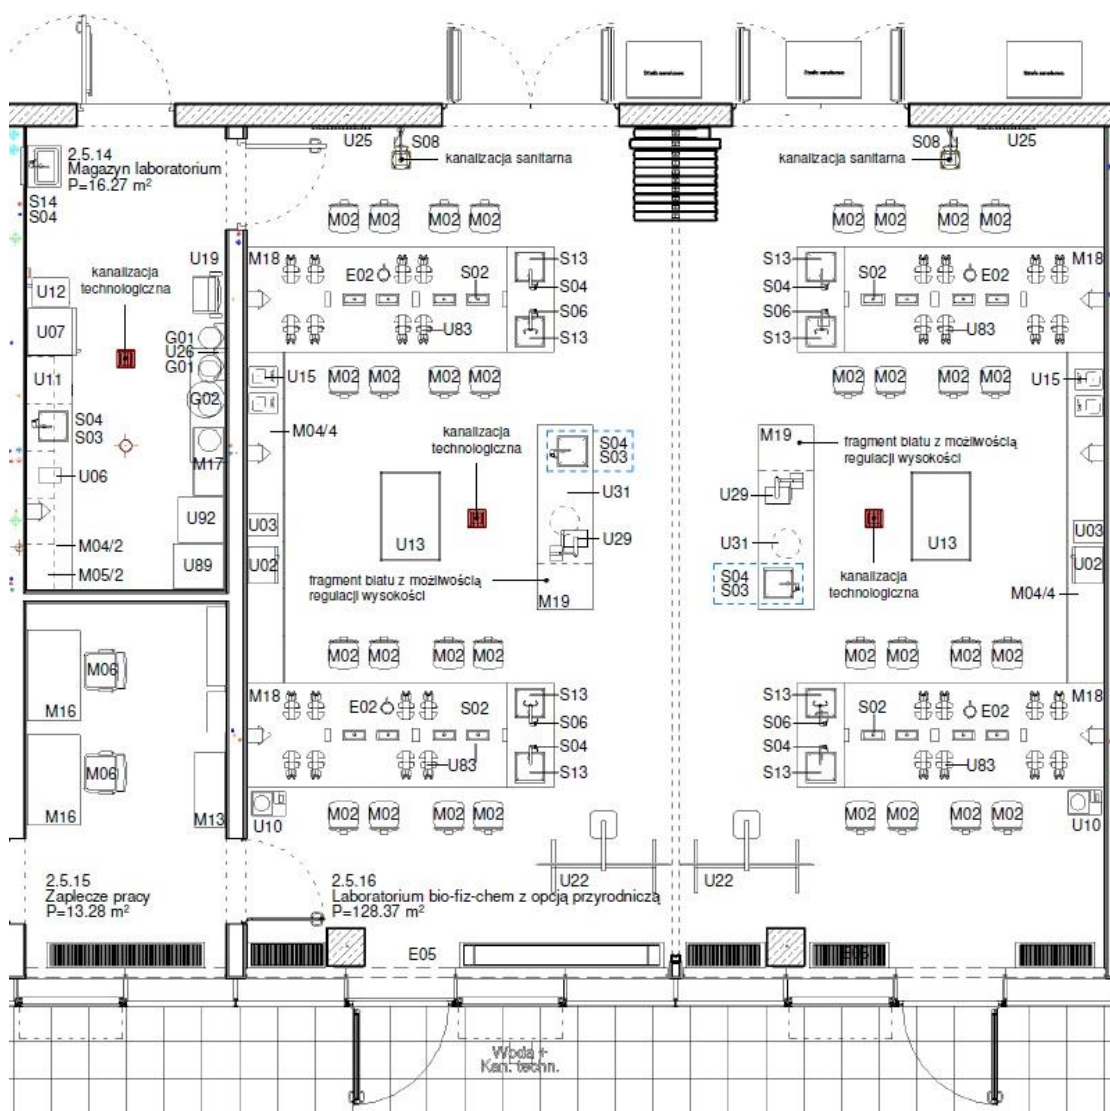 U25
S08
S08
U25
kanalizacja sanitarna
kanalizacja sanitarna
2.5.14
Magazyn laboratorium
P=16.27 m²
S14
S04
M02 M02 M02 M02
M02 M02 M02 M02
U19
M18
E02
S02
S13
S04
S06
S13
U83
S13
S04
S06
S13
S02
E02
M18
U83
kanalizacja
technologiczna
U12
U07
G01
U26
G01
U11
G02
S04
S03
M17
U06
U92
M04/2
U89
M05/2
U15
M02 M02 M02 M02
M02 M02 M02 M02
U15
M04/4
kanalizacja
technologiczna
S04
S03
M19
fragment blatu z możliwością
regulacji wysokości
U31
U29
U03
U13
U29
U31
U13
U03
U02
fragment blatu z możliwością
regulacji wysokości
M19
S04
S03
kanalizacja
technologiczna
U02
M04/4
M02 M02 M02 M02
M02 M02 M02 M02
M06
M16
M06
M16
M13
M18
E02
S02
S13
S06
S04
S13
U83
S13
S06
S04
S13
S02
E02
M18
U83
U10
M02 M02 M02 M02
M02 M02 M02 M02
U10
U22
U22
2.5.15
Zaplecze pracy
P=13.28 m²
2.5.16
Laboratorium bio-fiz-chem z opcją przyrodniczą
P=128.37 m²
E05
E05
Woda +
Kan. techn.